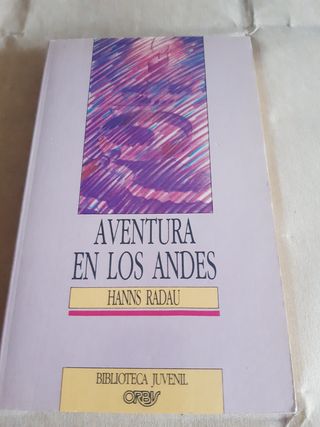 AVENTURA
EN LOS ANDES
HANNS RADAU
BIBLIOTECA JUVENIL
ORBIS